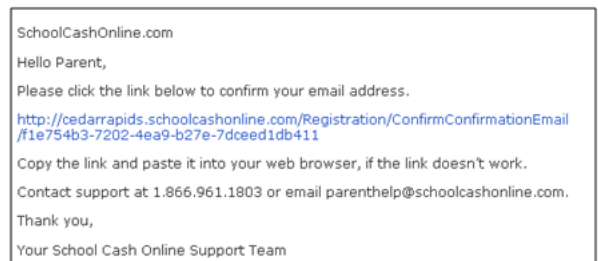 SchoolCashOnline.com
Hello Parent,
Please click the link below to confirm your email address.
http://cedarrapids.schoolcashonline.com/Registration/ConfirmConfirmationEmail
/f1e754b3-7202-4ea9-b27e-7dceed1db411
Copy the link and paste it into your web browser, if the link doesn't work.
Contact support at 1.866.961.1803 or email parenthelp@schoolcashonline.com.
Thank you,
Your School Cash Online Support Team